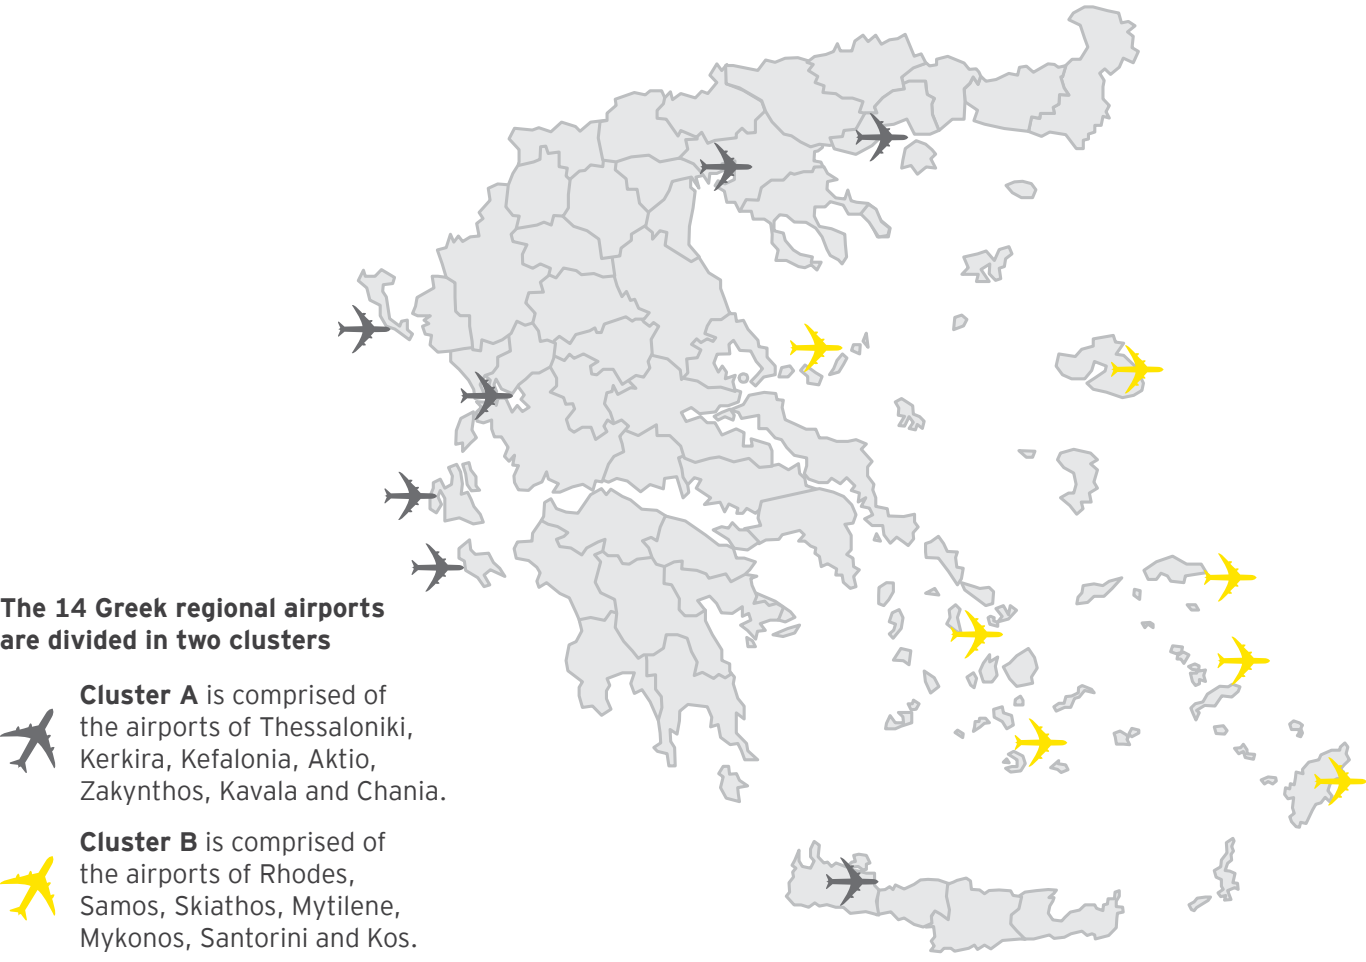 The 14 Greek regional airports
are divided in two clusters
Cluster A is comprised of
the airports of Thessaloniki,
Kerkira, Kefalonia, Aktio,
Zakynthos, Kavala and Chania.
Cluster B is comprised of
the airports of Rhodes,
Samos, Skiathos, Mytilene,
Mykonos, Santorini and Kos.